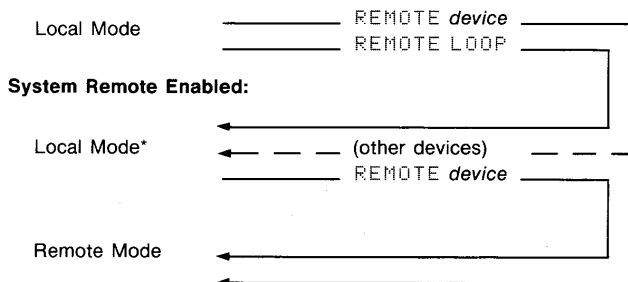 Local Mode
REMOTE device
REMOTE LOOP
System Remote Enabled:
Local Mode*
(other devices)
REMOTE device
Remote Mode